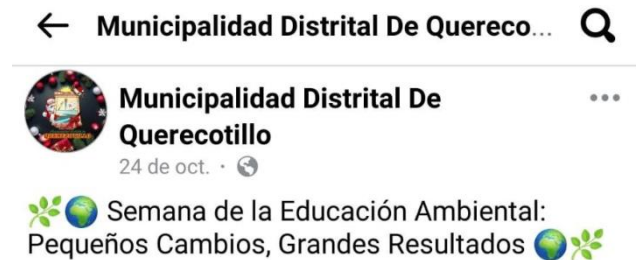 Municipalidad Distrital De Quereco...
Municipalidad Distrital De
Querecotillo
24 de oct. ·
🌿🌍 Semana de la Educación Ambiental:
Pequeños Cambios, Grandes Resultados 🌍🌿